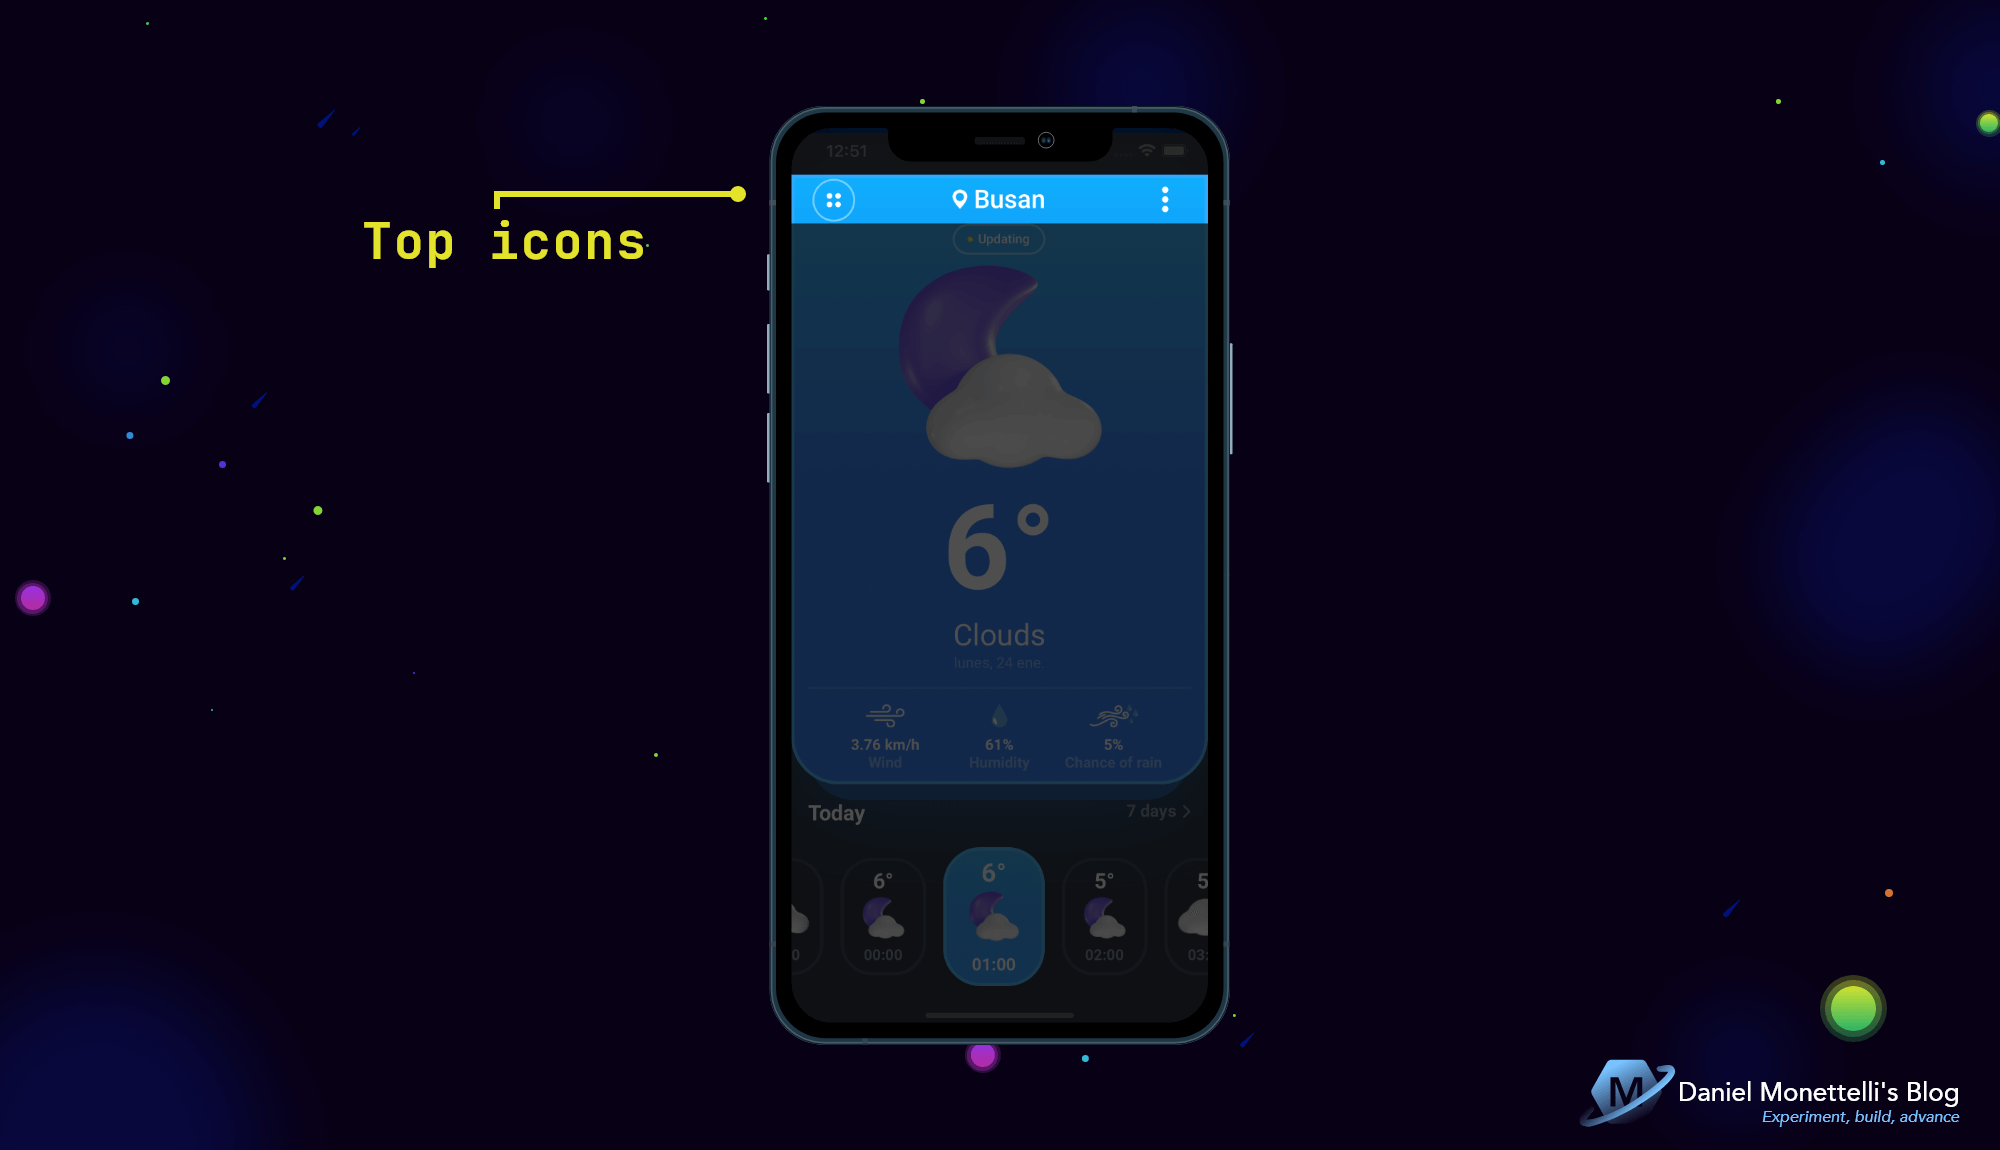 12:51
Busan
Top icons
Updating
6°
Clouds
lunes, 24 ene.
3.76 km/h
61%
5%
Wind
Humidity
Chance of rain
Today
7 days
6°
6°
5°
5
0
00:00
01:00
02:00
03:
M
Daniel Monettelli's Blog
Experiment, build, advance